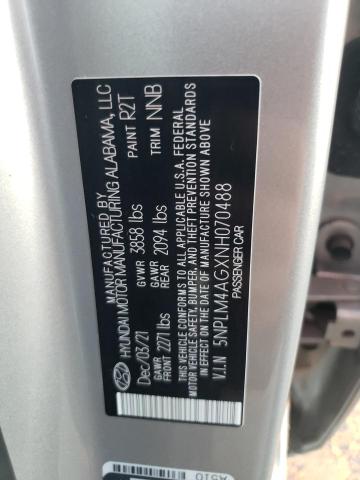 MANUFACTURED BY
HYUNDAI MOTOR MANUFACTURING ALABAMA, LLC
Dec/03/21 GVWR 3858 lbs PAINT R2T
GAWR FRONT 2271 lbs GAWR REAR 2094 lbs TRIM NNB
THIS VEHICLE CONFORMS TO ALL APPLICABLE U.S.A. FEDERAL
MOTOR VEHICLE SAFETY, BUMPER, AND THEFT PREVENTION STANDARDS
IN EFFECT ON THE DATE OF MANUFACTURE SHOWN ABOVE
V.I.N 5NPLM4AGXNH070488
PASSENGER CAR
A510